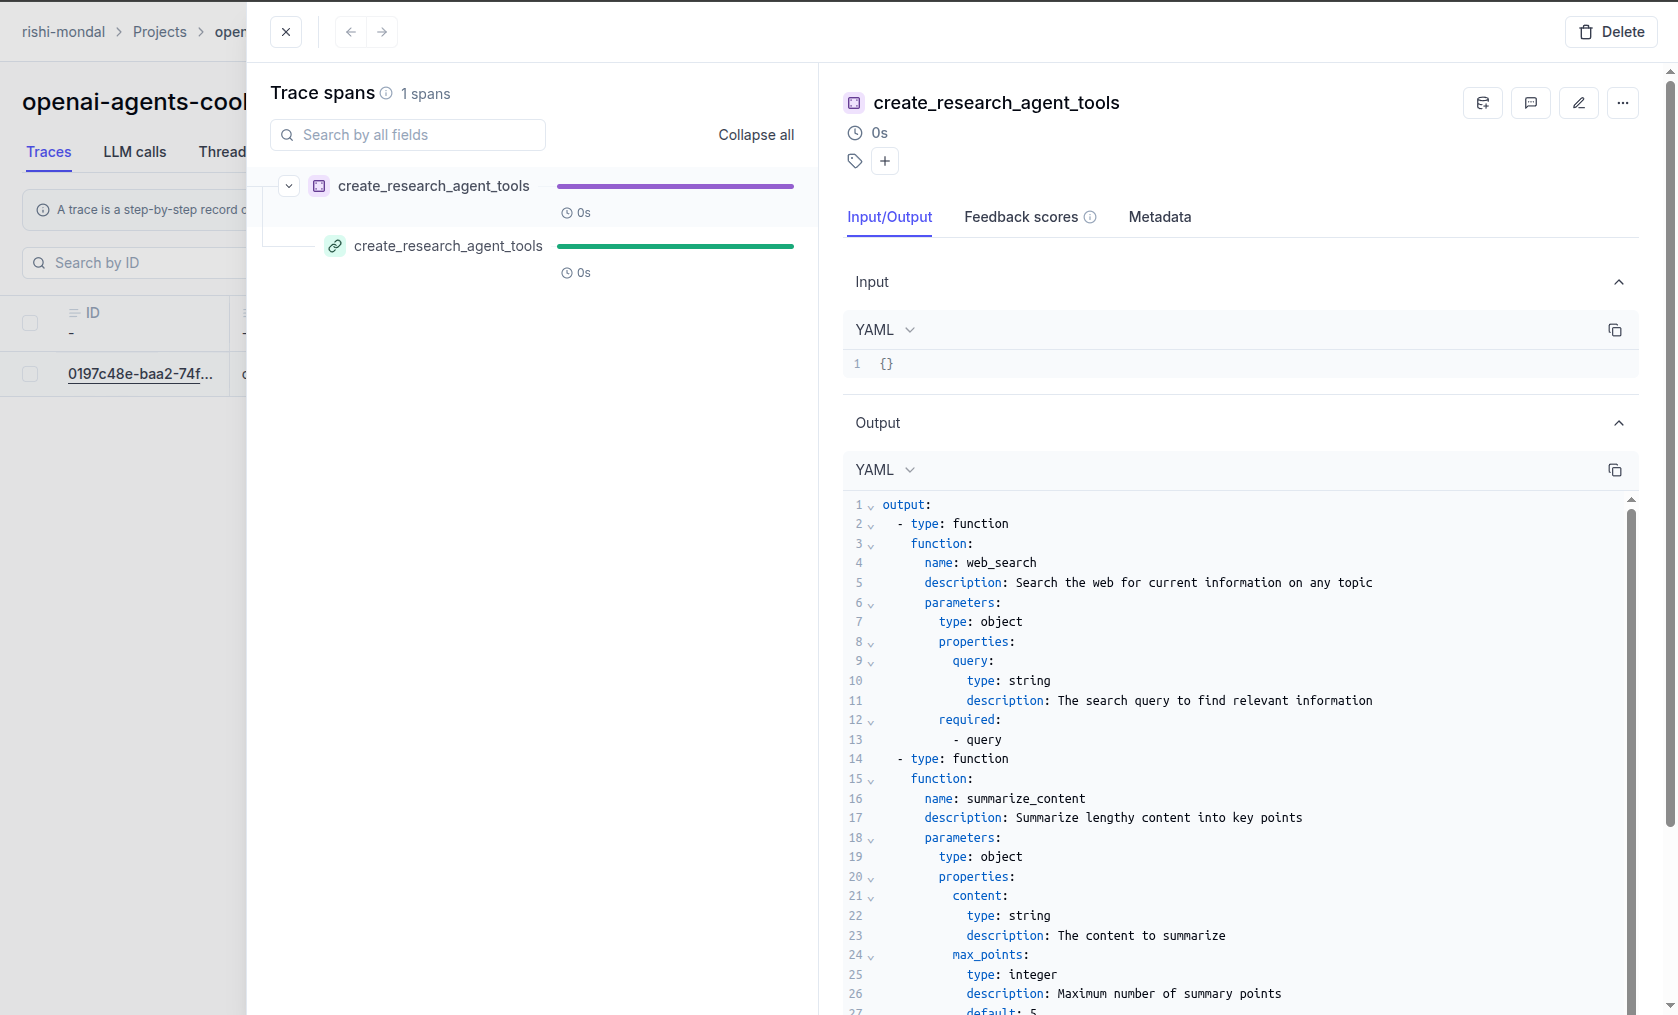 rishi-mondal > Projects > open
Delete
openai-agents-cool
Traces LLM calls Thread
A trace is a step-by-step record o
Search by ID
ID
-
0197c48e-baa2-74f...
Trace spans 1 spans
Search by all fields
Collapse all
create_research_agent_tools
0s
create_research_agent_tools
0s
create_research_agent_tools
0s
Input/Output Feedback scores Metadata
Input
YAML
1 {}
Output
YAML
1 output:
2 - type: function
3 function:
4 name: web_search
5 description: Search the web for current information on any topic
6 parameters:
7 type: object
8 properties:
9 query:
10 type: string
11 description: The search query to find relevant information
12 required:
13 - query
14 - type: function
15 function:
16 name: summarize_content
17 description: Summarize lengthy content into key points
18 parameters:
19 type: object
20 properties:
21 content:
22 type: string
23 description: The content to summarize
24 max_points:
25 type: integer
26 description: Maximum number of summary points
27 default: 5